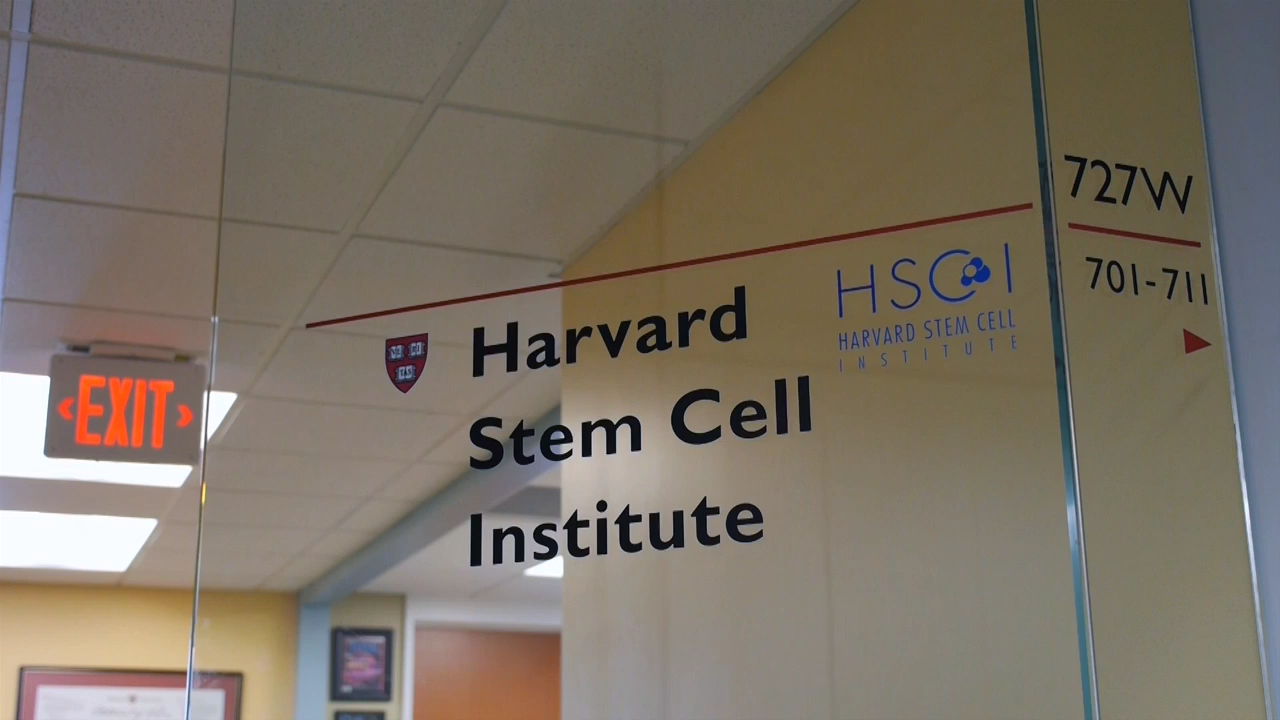 727W
701-711
Harvard
Stem Cell
Institute
HSCI
HARVARD STEM CELL
INSTITUTE
EXIT